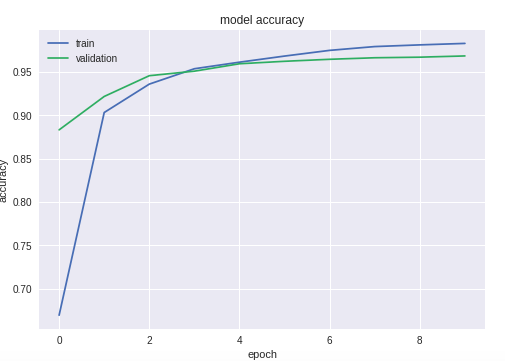 model accuracy
train
validation
0.95
0.90
0.85
0.80
0.75
0.70
accuracy
0 2 4 6 8
epoch